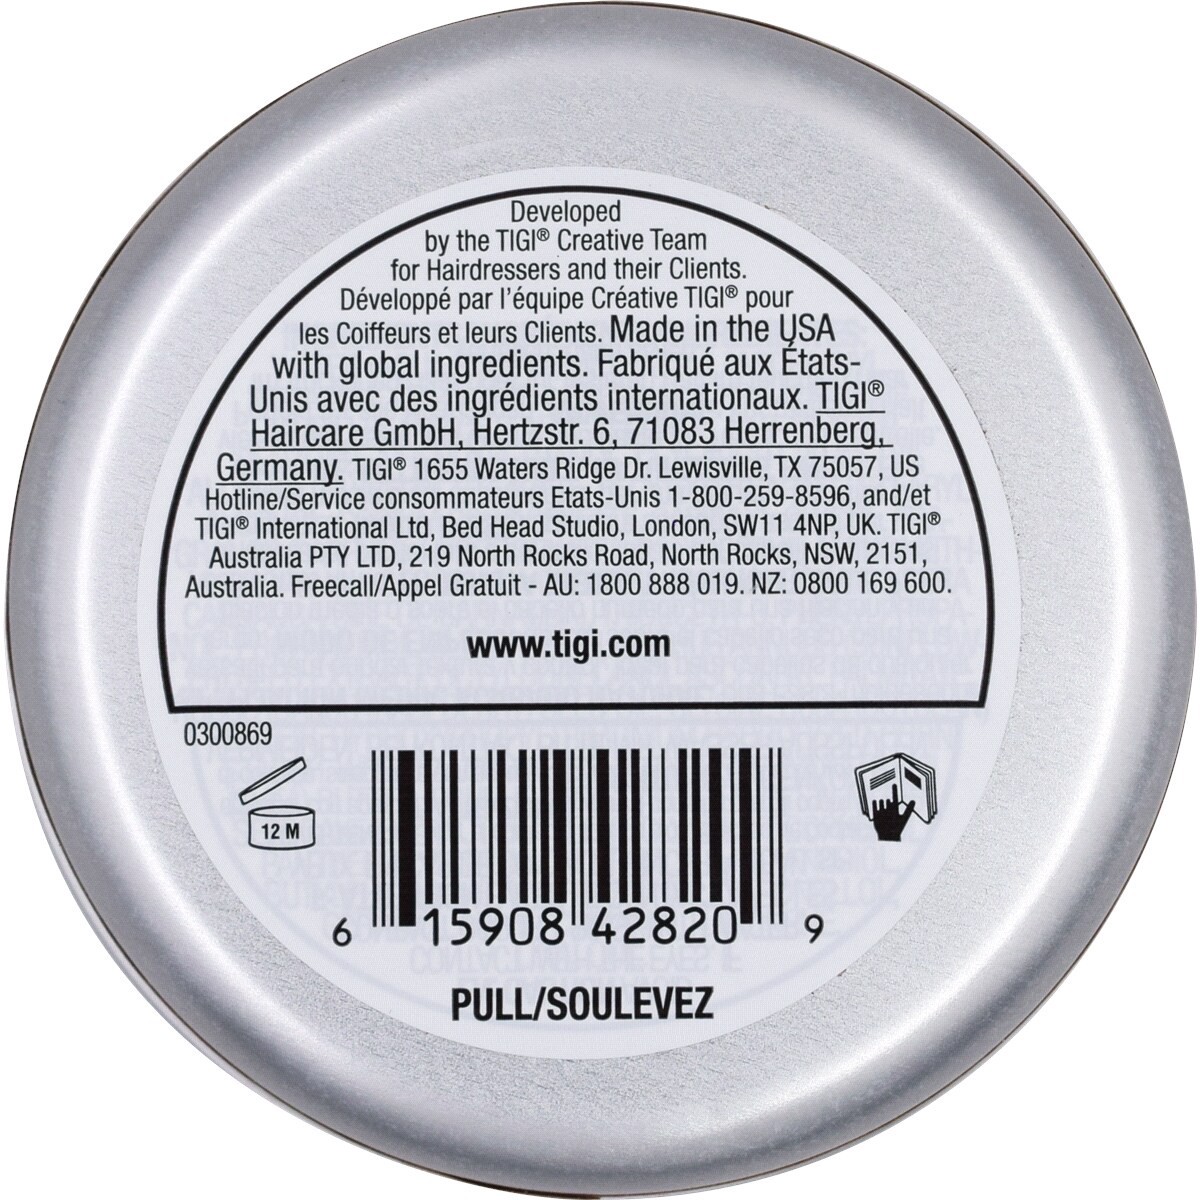 Developed
by the TIGI® Creative Team
for Hairdressers and their Clients.
Développé par l'équipe Créative TIGI® pour
les Coiffeurs et leurs Clients. Made in the USA
with global ingredients. Fabriqué aux États-
Unis avec des ingrédients internationaux. TIGI®
Haircare GmbH, Hertzstr. 6, 71083 Herrenberg,
Germany. TIGI® 1655 Waters Ridge Dr. Lewisville, TX 75057, US
Hotline/Service consommateurs Etats-Unis 1-800-259-8596, and/et
TIGI® International Ltd, Bed Head Studio, London, SW11 4NP, UK. TIGI®
Australia PTY LTD, 219 North Rocks Road, North Rocks, NSW, 2151,
Australia. Freecall/Appel Gratuit - AU: 1800 888 019. NZ: 0800 169 600.
www.tigi.com
0300869
12 M
6 15908 42820 9
PULL/SOULEVEZ